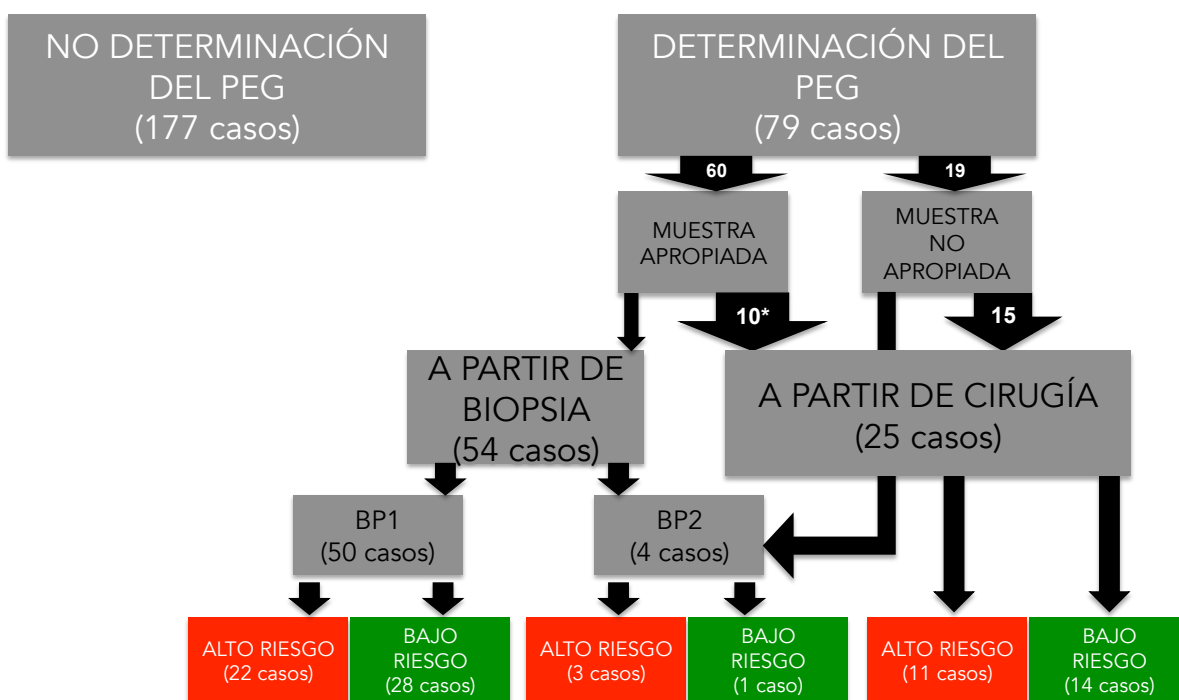 NO DETERMINACIÓN
DEL PEG
(177 casos)
DETERMINACIÓN DEL
PEG
(79 casos)
60
19
MUESTRA
APROPIADA
MUESTRA
NO
APROPIADA
10*
15
A PARTIR DE
BIOPSIA
(54 casos)
A PARTIR DE CIRUGÍA
(25 casos)
BP1
(50 casos)
BP2
(4 casos)
ALTO RIESGO
(22 casos)
BAJO
RIESGO
(28 casos)
ALTO RIESGO
(3 casos)
BAJO
RIESGO
(1 caso)
ALTO RIESGO
(11 casos)
BAJO
RIESGO
(14 casos)